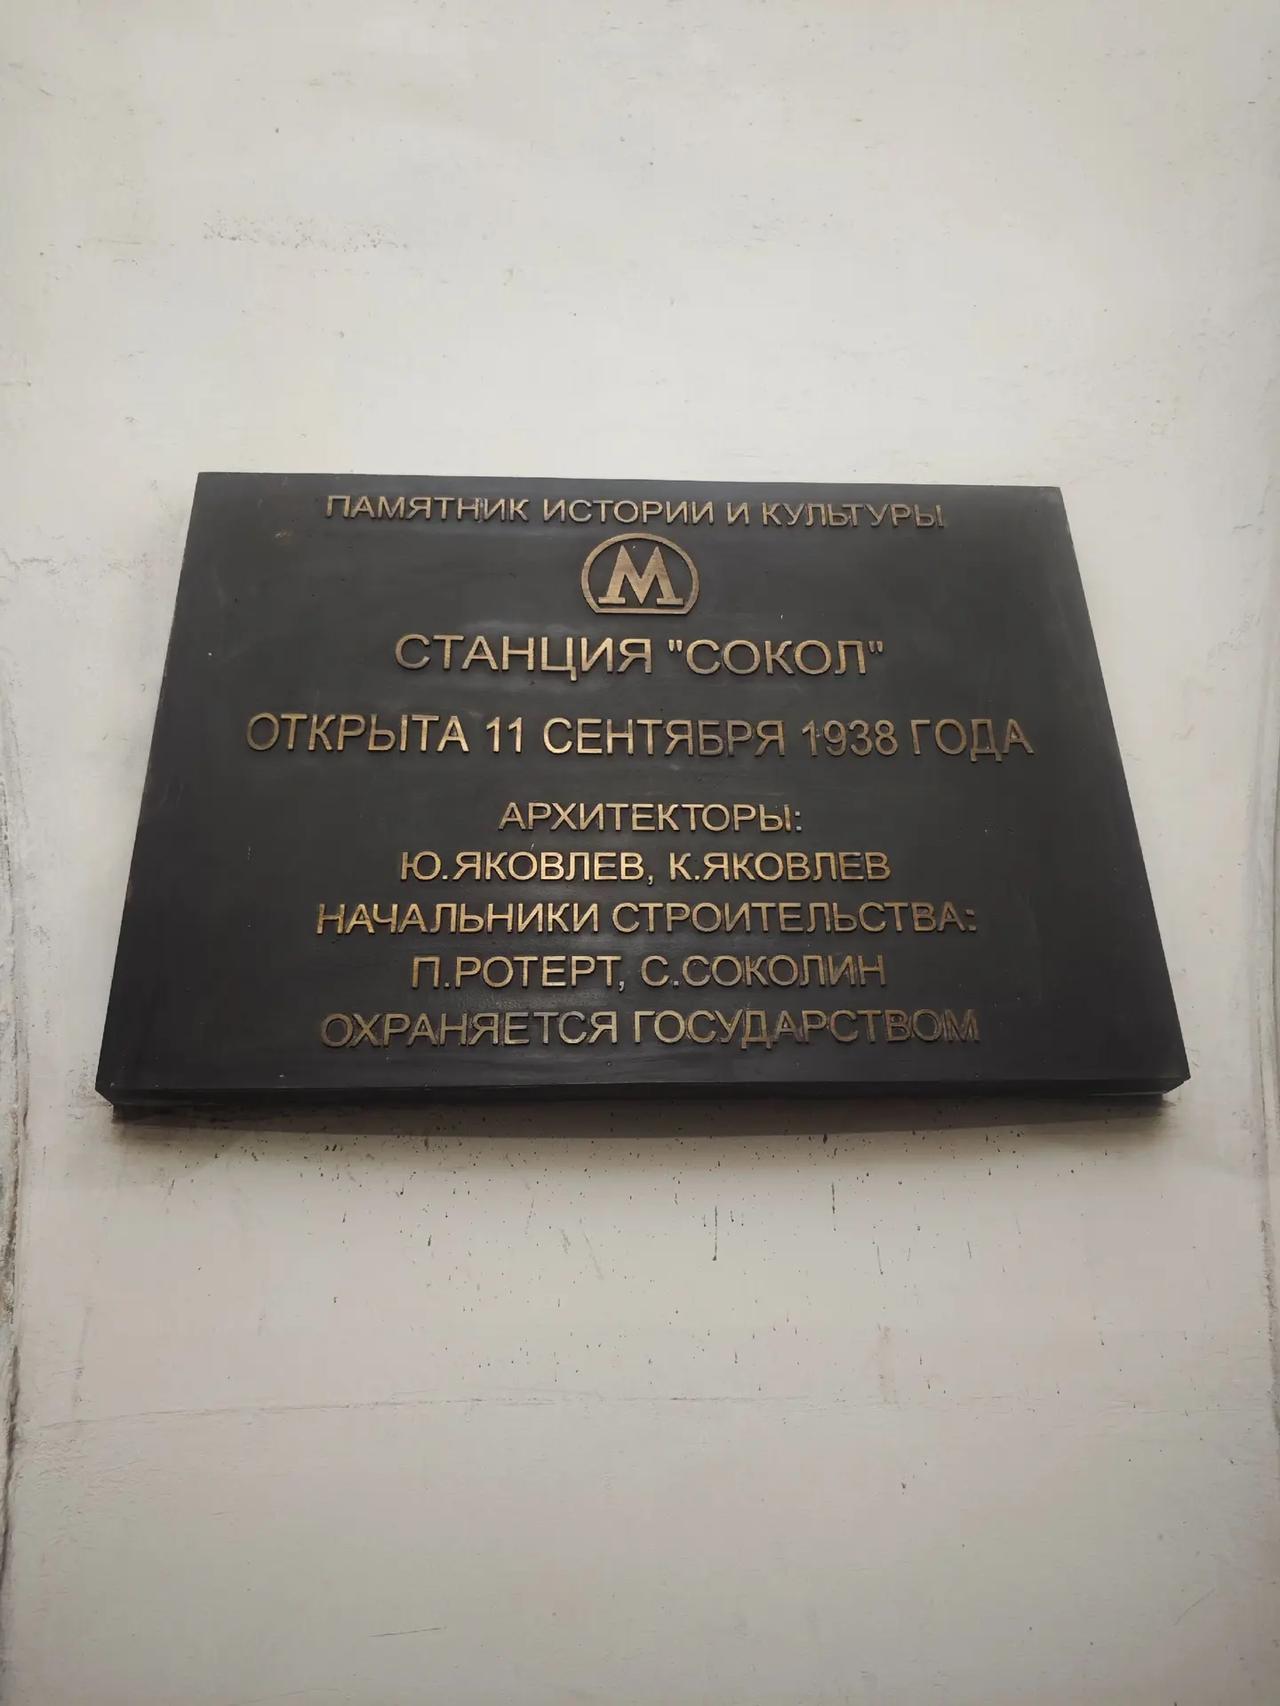 ПАМЯТНИК ИСТОРИИ И КУЛЬТУРЫ
М
СТАНЦИЯ "СОКОЛ"
ОТКРЫТА 11 СЕНТЯБРЯ 1938 ГОДА
АРХИТЕКТОРЫ:
Ю.ЯКОВЛЕВ, К.ЯКОВЛЕВ
НАЧАЛЬНИКИ СТРОИТЕЛЬСТВА:
П.РОТЕРТ, С.СОКОЛИН
ОХРАНЯЕТСЯ ГОСУДАРСТВОМ